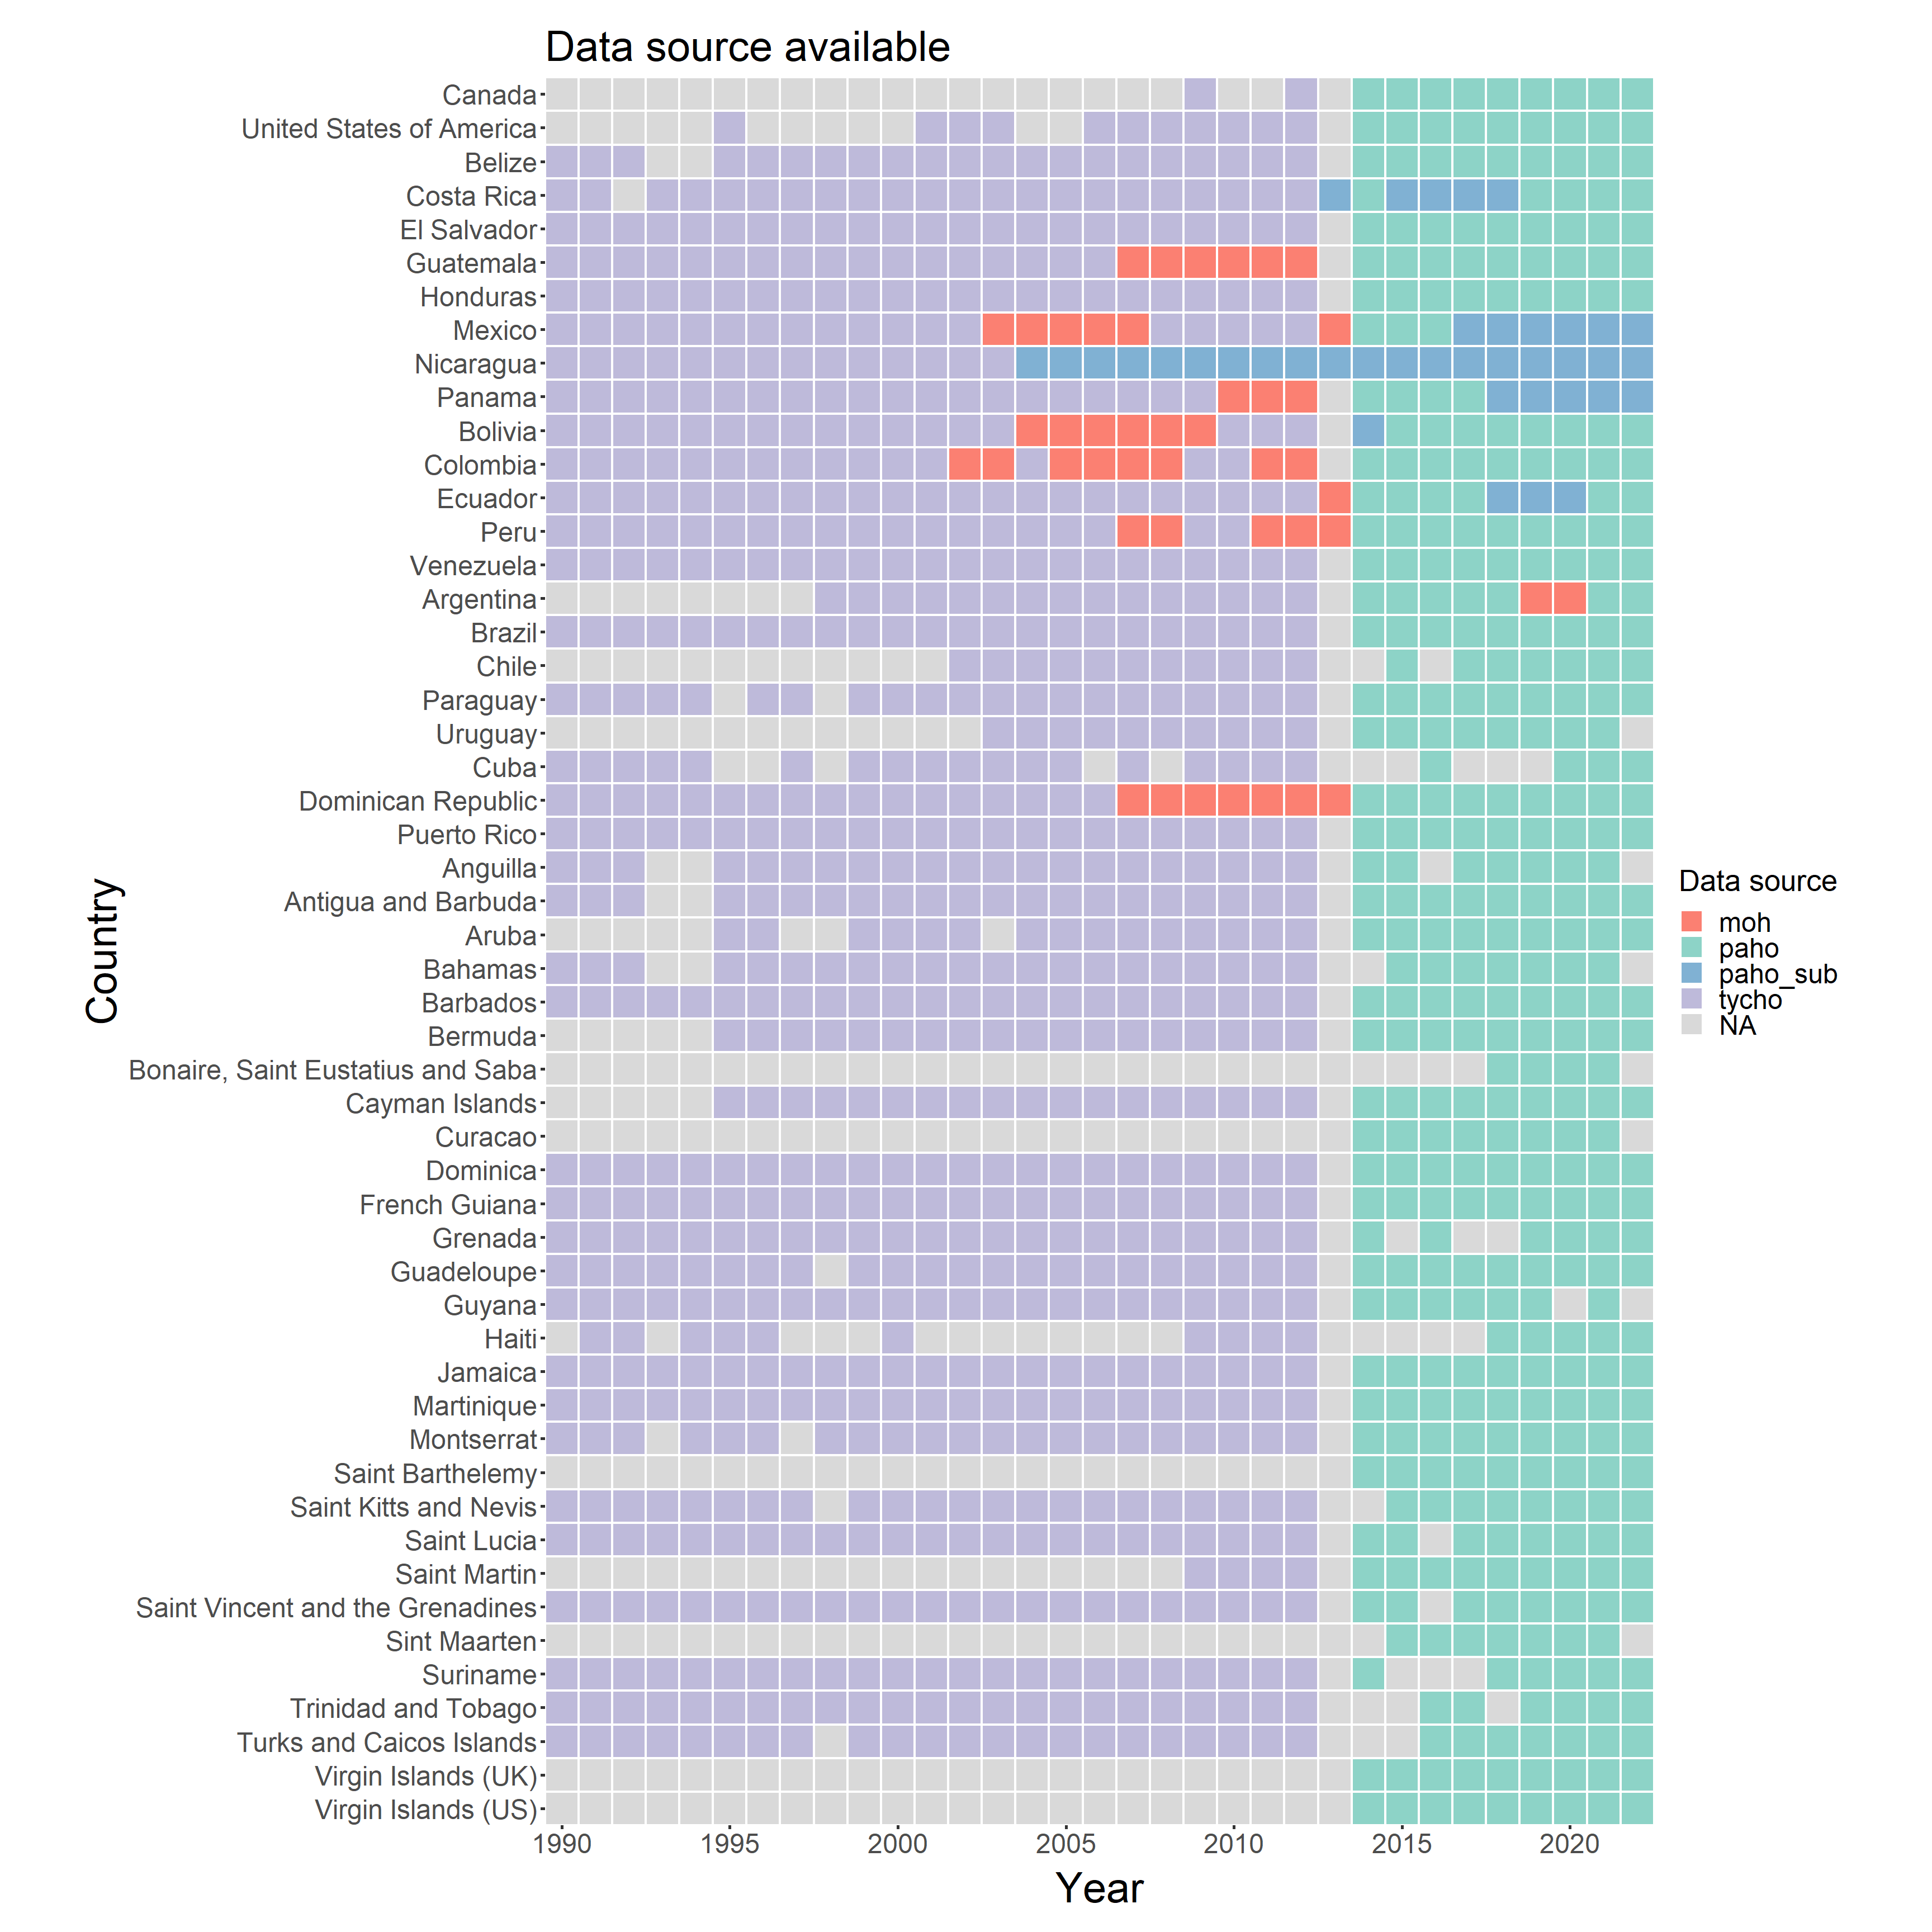 Data source available
Canada
United States of America
Belize
Costa Rica
El Salvador
Guatemala
Honduras
Mexico
Nicaragua
Panama
Bolivia
Colombia
Ecuador
Peru
Venezuela
Argentina
Brazil
Chile
Paraguay
Uruguay
Cuba
Dominican Republic
Puerto Rico
Anguilla
Antigua and Barbuda
Aruba
Bahamas
Barbados
Bermuda
Bonaire, Saint Eustatius and Saba
Cayman Islands
Curacao
Dominica
French Guiana
Grenada
Guadeloupe
Guyana
Haiti
Jamaica
Martinique
Montserrat
Saint Barthelemy
Saint Kitts and Nevis
Saint Lucia
Saint Martin
Saint Vincent and the Grenadines
Sint Maarten
Suriname
Trinidad and Tobago
Turks and Caicos Islands
Virgin Islands (UK)
Virgin Islands (US)
Country
1990 1995 2000 2005 2010 2015 2020
Year
Data source
moh
paho
paho_sub
tycho
NA